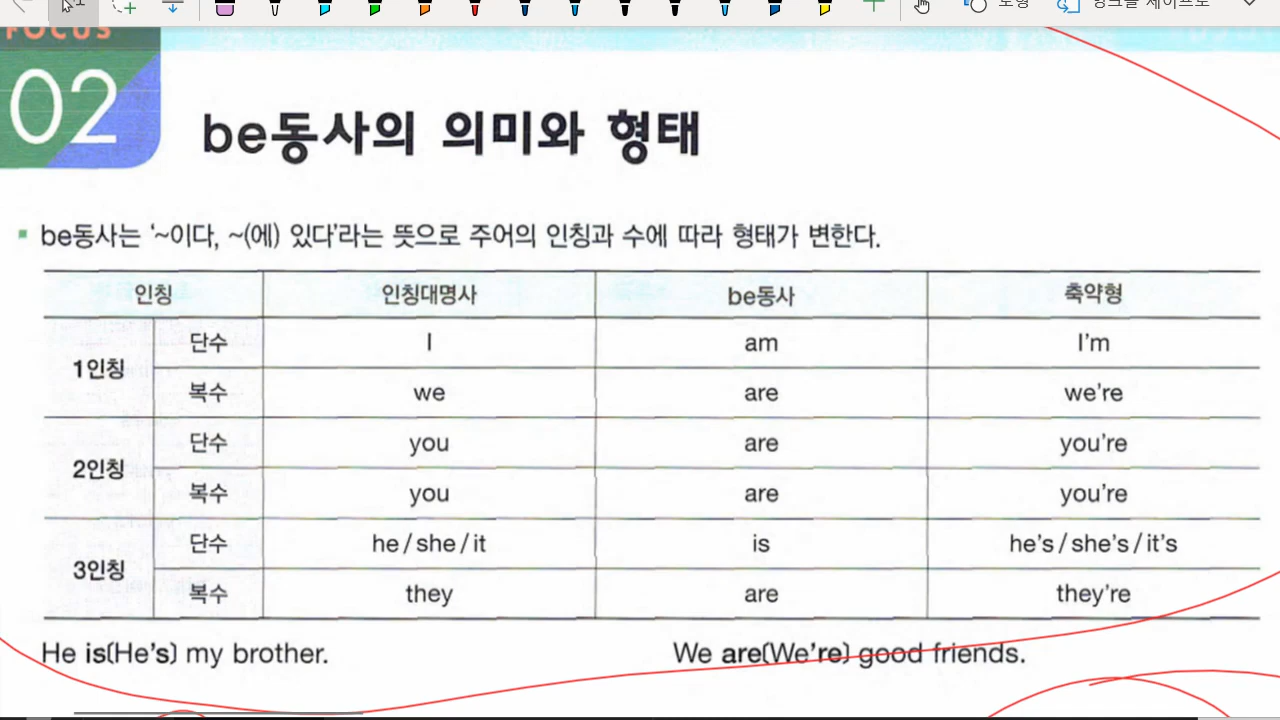 FOCUS
02
be동사의 의미와 형태
be동사는 ‘~이다, ~(에) 있다’라는 뜻으로 주어의 인칭과 수에 따라 형태가 변한다.
인칭 인칭대명사 be동사 축약형
1인칭 단수 I am I’m
복수 we are we’re
2인칭 단수 you are you’re
복수 you are you’re
3인칭 단수 he / she / it is he’s / she’s / it’s
복수 they are they’re
He is(He’s) my brother. We are(We’re) good friends.